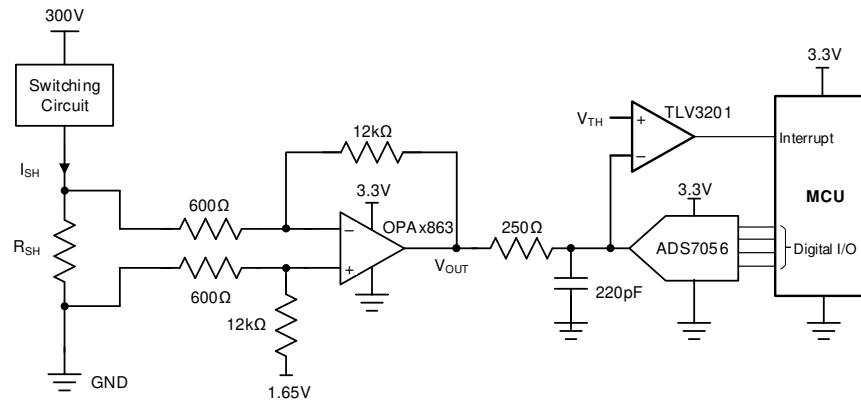 300V
Switching
Circuit
I_SH
R_SH
GND
600Ω
600Ω
12kΩ
12kΩ
1.65V
3.3V
OPAx863
−
+
V_OUT
250Ω
220pF
V_TH
+
−
TLV3201
3.3V
ADS7056
3.3V
Interrupt
MCU
Digital I/O